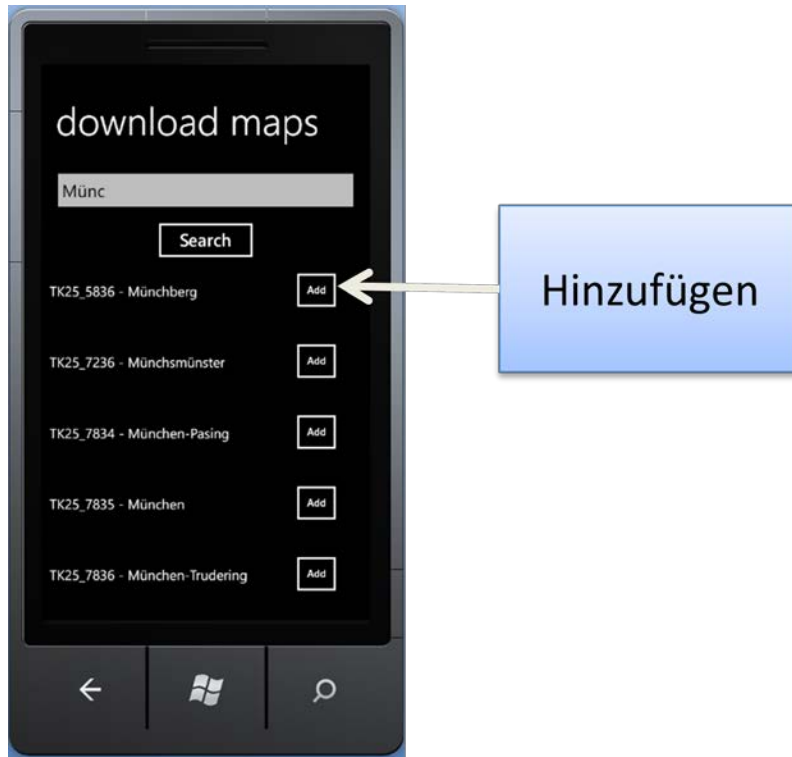 download maps
Münc
Search
TK25_5836 - Münchberg Add
Hinzufügen
TK25_7236 - Münchsmünster Add
TK25_7834 - München-Pasing Add
TK25_7835 - München Add
TK25_7836 - München-Trudering Add